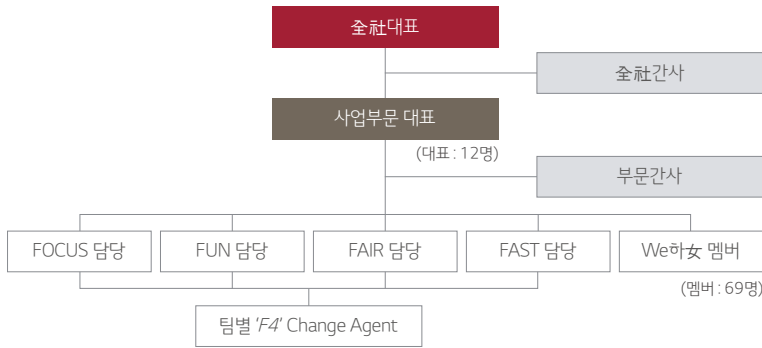 全社대표
全社간사
사업부문 대표
(대표 : 12명)
부문간사
FOCUS 담당
FUN 담당
FAIR 담당
FAST 담당
We하女 멤버
(멤버 : 69명)
팀별 ‘F4’ Change Agent